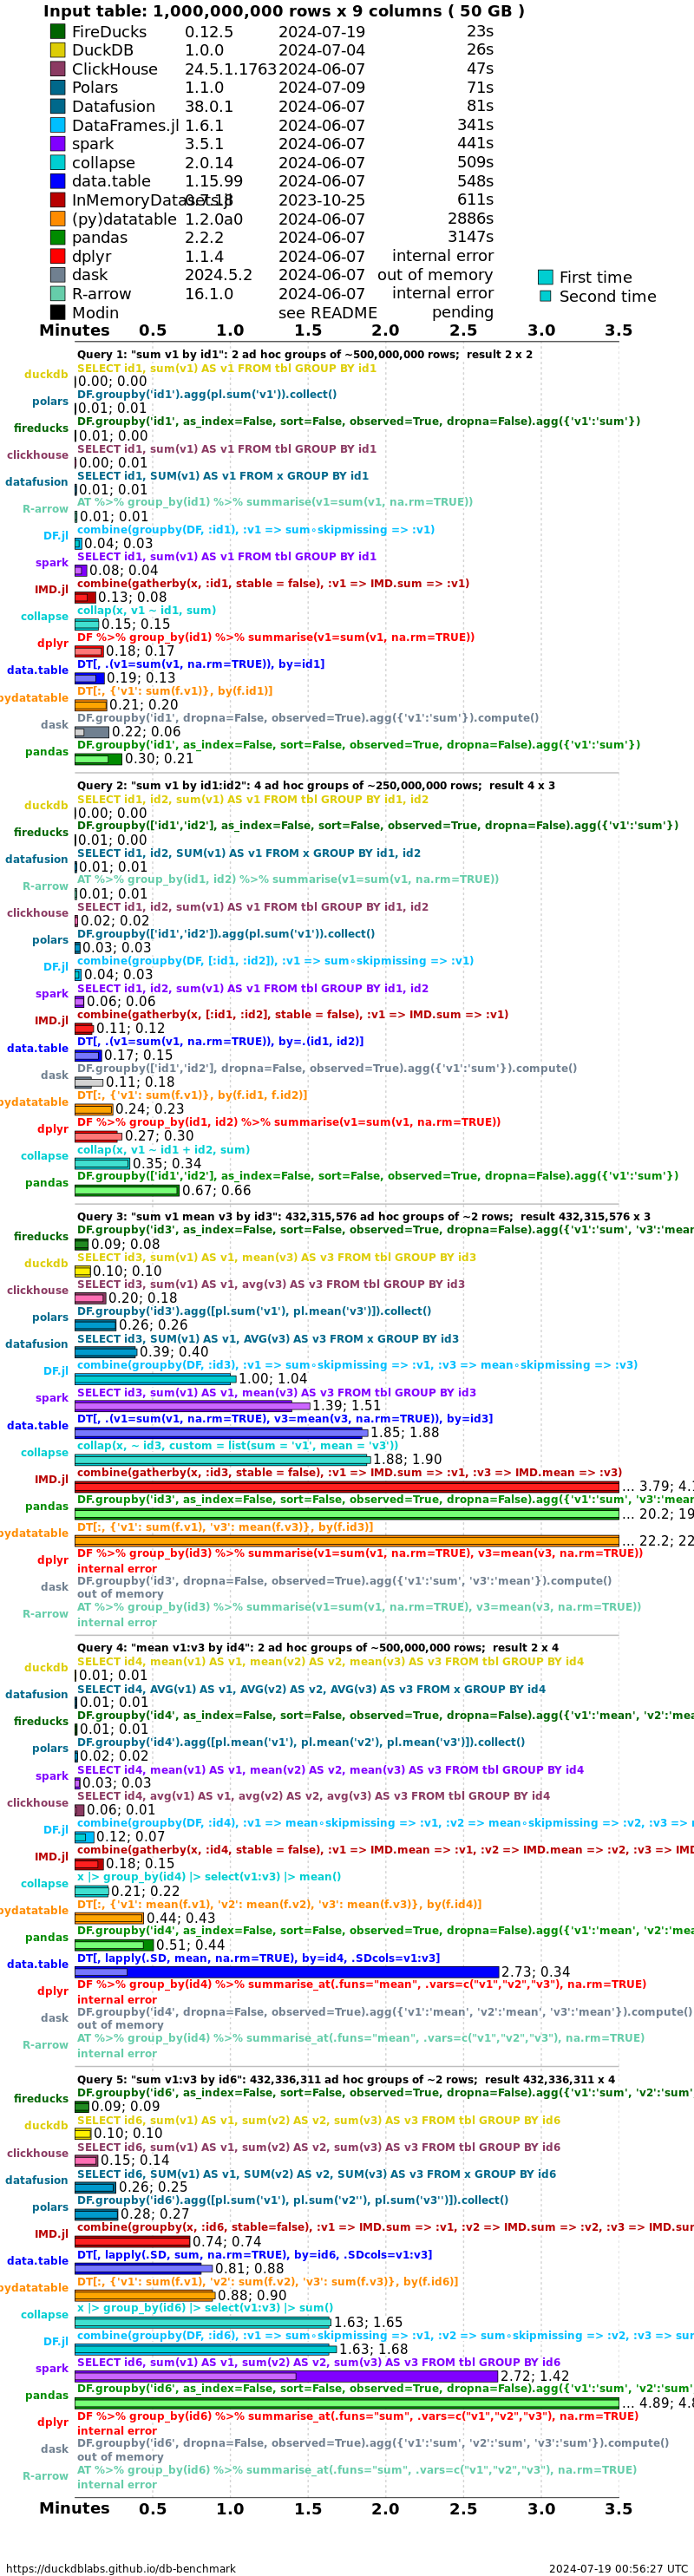 Input table: 1,000,000,000 rows x 9 columns ( 50 GB )
FireDucks 0.12.5 2024-07-19 23s
DuckDB 1.0.0 2024-07-04 26s
ClickHouse 24.5.1.1763 2024-06-07 47s
Polars 1.1.0 2024-07-09 71s
Datafusion 38.0.1 2024-06-07 81s
DataFrames.jl 1.6.1 2024-06-07 341s
spark 3.5.1 2024-06-07 441s
collapse 2.0.14 2024-06-07 509s
data.table 1.15.99 2024-06-07 548s
InMemoryDatasets.jl 0.7.18 2023-10-25 611s
(py)datatable 1.2.0a0 2024-06-07 2886s
pandas 2.2.2 2024-06-07 3147s
dplyr 1.1.4 2024-06-07 internal error
dask 2024.5.2 2024-06-07 out of memory
First time
R-arrow 16.1.0 2024-06-07 internal error
Second time
Modin see README pending
Minutes 0.5 1.0 1.5 2.0 2.5 3.0 3.5
Query 1: "sum v1 by id1": 2 ad hoc groups of ~500,000,000 rows; result 2 x 2
duckdb SELECT id1, sum(v1) AS v1 FROM tbl GROUP BY id1
0.00; 0.00
polars DF.groupby('id1').agg(pl.sum('v1')).collect()
0.01; 0.01
fireducks DF.groupby('id1', as_index=False, sort=False, observed=True, dropna=False).agg({'v1':'sum'})
0.01; 0.00
clickhouse SELECT id1, sum(v1) AS v1 FROM tbl GROUP BY id1
0.00; 0.01
datafusion SELECT id1, SUM(v1) AS v1 FROM x GROUP BY id1
0.01; 0.01
R-arrow AT %>% group_by(id1) %>% summarise(v1=sum(v1, na.rm=TRUE))
0.01; 0.01
DF.jl combine(groupby(DF, :id1), :v1 => sum∘skipmissing => :v1)
0.04; 0.03
spark SELECT id1, sum(v1) AS v1 FROM tbl GROUP BY id1
0.08; 0.04
IMD.jl combine(gatherby(x, :id1, stable = false), :v1 => IMD.sum => :v1)
0.13; 0.08
collapse collap(x, v1 ~ id1, sum)
0.15; 0.15
dplyr DF %>% group_by(id1) %>% summarise(v1=sum(v1, na.rm=TRUE))
0.18; 0.17
data.table DT[, .(v1=sum(v1, na.rm=TRUE)), by=id1]
0.19; 0.13
pydatatable DT[:, {'v1': sum(f.v1)}, by(f.id1)]
0.21; 0.20
dask DF.groupby('id1', dropna=False, observed=True).agg({'v1':'sum'}).compute()
0.22; 0.06
pandas DF.groupby('id1', as_index=False, sort=False, observed=True, dropna=False).agg({'v1':'sum'})
0.30; 0.21
Query 2: "sum v1 by id1:id2": 4 ad hoc groups of ~250,000,000 rows; result 4 x 3
duckdb SELECT id1, id2, sum(v1) AS v1 FROM tbl GROUP BY id1, id2
0.00; 0.00
fireducks DF.groupby(['id1','id2'], as_index=False, sort=False, observed=True, dropna=False).agg({'v1':'sum'})
0.01; 0.00
datafusion SELECT id1, id2, SUM(v1) AS v1 FROM x GROUP BY id1, id2
0.01; 0.01
R-arrow AT %>% group_by(id1, id2) %>% summarise(v1=sum(v1, na.rm=TRUE))
0.01; 0.01
clickhouse SELECT id1, id2, sum(v1) AS v1 FROM tbl GROUP BY id1, id2
0.02; 0.02
polars DF.groupby(['id1','id2']).agg(pl.sum('v1')).collect()
0.03; 0.03
DF.jl combine(groupby(DF, [:id1, :id2]), :v1 => sum∘skipmissing => :v1)
0.04; 0.03
spark SELECT id1, id2, sum(v1) AS v1 FROM tbl GROUP BY id1, id2
0.06; 0.06
IMD.jl combine(gatherby(x, [:id1, :id2], stable = false), :v1 => IMD.sum => :v1)
0.11; 0.12
data.table DT[, .(v1=sum(v1, na.rm=TRUE)), by=.(id1, id2)]
0.17; 0.15
dask DF.groupby(['id1','id2'], dropna=False, observed=True).agg({'v1':'sum'}).compute()
0.11; 0.18
pydatatable DT[:, {'v1': sum(f.v1)}, by(f.id1, f.id2)]
0.24; 0.23
dplyr DF %>% group_by(id1, id2) %>% summarise(v1=sum(v1, na.rm=TRUE))
0.27; 0.30
collapse collap(x, v1 ~ id1 + id2, sum)
0.35; 0.34
pandas DF.groupby(['id1','id2'], as_index=False, sort=False, observed=True, dropna=False).agg({'v1':'sum'})
0.67; 0.66
Query 3: "sum v1 mean v3 by id3": 432,315,576 ad hoc groups of ~2 rows; result 432,315,576 x 3
fireducks DF.groupby('id3', as_index=False, sort=False, observed=True, dropna=False).agg({'v1':'sum', 'v3':'mean
0.09; 0.08
duckdb SELECT id3, sum(v1) AS v1, mean(v3) AS v3 FROM tbl GROUP BY id3
0.10; 0.10
clickhouse SELECT id3, sum(v1) AS v1, avg(v3) AS v3 FROM tbl GROUP BY id3
0.20; 0.18
polars DF.groupby('id3').agg([pl.sum('v1'), pl.mean('v3')]).collect()
0.26; 0.26
datafusion SELECT id3, SUM(v1) AS v1, AVG(v3) AS v3 FROM x GROUP BY id3
0.39; 0.40
DF.jl combine(groupby(DF, :id3), :v1 => sum∘skipmissing => :v1, :v3 => mean∘skipmissing => :v3)
1.00; 1.04
spark SELECT id3, sum(v1) AS v1, mean(v3) AS v3 FROM tbl GROUP BY id3
1.39; 1.51
data.table DT[, .(v1=sum(v1, na.rm=TRUE), v3=mean(v3, na.rm=TRUE)), by=id3]
1.85; 1.88
collapse collap(x, ~ id3, custom = list(sum = 'v1', mean = 'v3'))
1.88; 1.90
IMD.jl combine(gatherby(x, :id3, stable = false), :v1 => IMD.sum => :v1, :v3 => IMD.mean => :v3)
... 3.79; 4.1
pandas DF.groupby('id3', as_index=False, sort=False, observed=True, dropna=False).agg({'v1':'sum', 'v3':'mean
... 20.2; 19
pydatatable DT[:, {'v1': sum(f.v1), 'v3': mean(f.v3)}, by(f.id3)]
... 22.2; 22
dplyr DF %>% group_by(id3) %>% summarise(v1=sum(v1, na.rm=TRUE), v3=mean(v3, na.rm=TRUE))
internal error
dask DF.groupby('id3', dropna=False, observed=True).agg({'v1':'sum', 'v3':'mean'}).compute()
out of memory
R-arrow AT %>% group_by(id3) %>% summarise(v1=sum(v1, na.rm=TRUE), v3=mean(v3, na.rm=TRUE))
internal error
Query 4: "mean v1:v3 by id4": 2 ad hoc groups of ~500,000,000 rows; result 2 x 4
duckdb SELECT id4, mean(v1) AS v1, mean(v2) AS v2, mean(v3) AS v3 FROM tbl GROUP BY id4
0.01; 0.01
datafusion SELECT id4, AVG(v1) AS v1, AVG(v2) AS v2, AVG(v3) AS v3 FROM x GROUP BY id4
0.01; 0.01
fireducks DF.groupby('id4', as_index=False, sort=False, observed=True, dropna=False).agg({'v1':'mean', 'v2':'mea
0.01; 0.01
polars DF.groupby('id4').agg([pl.mean('v1'), pl.mean('v2'), pl.mean('v3')]).collect()
0.02; 0.02
spark SELECT id4, mean(v1) AS v1, mean(v2) AS v2, mean(v3) AS v3 FROM tbl GROUP BY id4
0.03; 0.03
clickhouse SELECT id4, avg(v1) AS v1, avg(v2) AS v2, avg(v3) AS v3 FROM tbl GROUP BY id4
0.06; 0.01
DF.jl combine(groupby(DF, :id4), :v1 => mean∘skipmissing => :v1, :v2 => mean∘skipmissing => :v2, :v3 => m
0.12; 0.07
IMD.jl combine(gatherby(x, :id4, stable = false), :v1 => IMD.mean => :v1, :v2 => IMD.mean => :v2, :v3 => IMD
0.18; 0.15
collapse x |> group_by(id4) |> select(v1:v3) |> mean()
0.21; 0.22
pydatatable DT[:, {'v1': mean(f.v1), 'v2': mean(f.v2), 'v3': mean(f.v3)}, by(f.id4)]
0.44; 0.43
pandas DF.groupby('id4', as_index=False, sort=False, observed=True, dropna=False).agg({'v1':'mean', 'v2':'mea
0.51; 0.44
data.table DT[, lapply(.SD, mean, na.rm=TRUE), by=id4, .SDcols=v1:v3]
2.73; 0.34
dplyr DF %>% group_by(id4) %>% summarise_at(.funs="mean", .vars=c("v1","v2","v3"), na.rm=TRUE)
internal error
dask DF.groupby('id4', dropna=False, observed=True).agg({'v1':'mean', 'v2':'mean', 'v3':'mean'}).compute()
out of memory
R-arrow AT %>% group_by(id4) %>% summarise_at(.funs="mean", .vars=c("v1","v2","v3"), na.rm=TRUE)
internal error
Query 5: "sum v1:v3 by id6": 432,336,311 ad hoc groups of ~2 rows; result 432,336,311 x 4
fireducks DF.groupby('id6', as_index=False, sort=False, observed=True, dropna=False).agg({'v1':'sum', 'v2':'sum'
0.09; 0.09
duckdb SELECT id6, sum(v1) AS v1, sum(v2) AS v2, sum(v3) AS v3 FROM tbl GROUP BY id6
0.10; 0.10
clickhouse SELECT id6, sum(v1) AS v1, sum(v2) AS v2, sum(v3) AS v3 FROM tbl GROUP BY id6
0.15; 0.14
datafusion SELECT id6, SUM(v1) AS v1, SUM(v2) AS v2, SUM(v3) AS v3 FROM x GROUP BY id6
0.26; 0.25
polars DF.groupby('id6').agg([pl.sum('v1'), pl.sum('v2''), pl.sum('v3'')]).collect()
0.28; 0.27
IMD.jl combine(groupby(x, :id6, stable=false), :v1 => IMD.sum => :v1, :v2 => IMD.sum => :v2, :v3 => IMD.sum
0.74; 0.74
data.table DT[, lapply(.SD, sum, na.rm=TRUE), by=id6, .SDcols=v1:v3]
0.81; 0.88
pydatatable DT[:, {'v1': sum(f.v1), 'v2': sum(f.v2), 'v3': sum(f.v3)}, by(f.id6)]
0.88; 0.90
collapse x |> group_by(id6) |> select(v1:v3) |> sum()
1.63; 1.65
DF.jl combine(groupby(DF, :id6), :v1 => sum∘skipmissing => :v1, :v2 => sum∘skipmissing => :v2, :v3 => sum
1.63; 1.68
spark SELECT id6, sum(v1) AS v1, sum(v2) AS v2, sum(v3) AS v3 FROM tbl GROUP BY id6
2.72; 1.42
pandas DF.groupby('id6', as_index=False, sort=False, observed=True, dropna=False).agg({'v1':'sum', 'v2':'sum'
... 4.89; 4.8
dplyr DF %>% group_by(id6) %>% summarise_at(.funs="sum", .vars=c("v1","v2","v3"), na.rm=TRUE)
internal error
dask DF.groupby('id6', dropna=False, observed=True).agg({'v1':'sum', 'v2':'sum', 'v3':'sum'}).compute()
out of memory
R-arrow AT %>% group_by(id6) %>% summarise_at(.funs="sum", .vars=c("v1","v2","v3"), na.rm=TRUE)
internal error
Minutes 0.5 1.0 1.5 2.0 2.5 3.0 3.5
https://duckdblabs.github.io/db-benchmark 2024-07-19 00:56:27 UTC